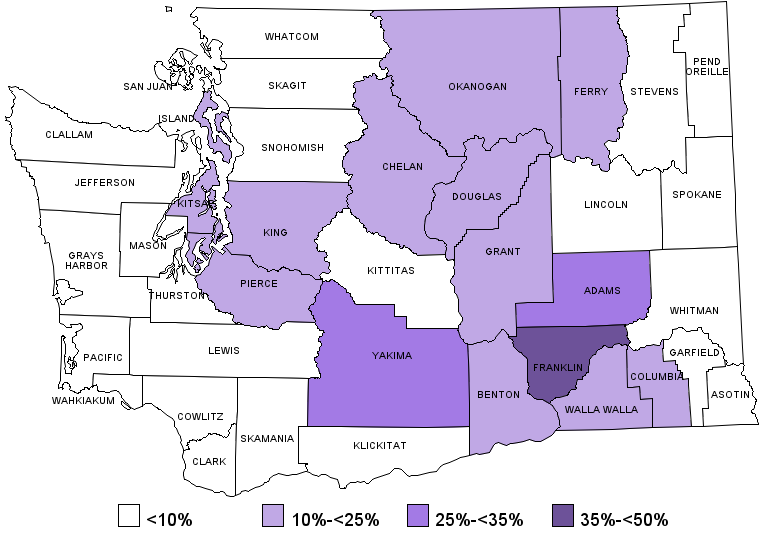 WHATCOM
PEND
OREILLE
SAN JUAN
SKAGIT
OKANOGAN
FERRY
STEVENS
ISLAND
CLALLAM
SNOHOMISH
CHELAN
JEFFERSON
KITSAP
DOUGLAS
LINCOLN
SPOKANE
KING
MASON
GRANT
GRAYS
HARBOR
KITTITAS
PIERCE
THURSTON
ADAMS
WHITMAN
LEWIS
PACIFIC
YAKIMA
GARFIELD
FRANKLIN
COLUMBIA
WAHKIAKUM
BENTON
ASOTIN
COWLITZ
WALLA WALLA
SKAMANIA
KLICKITAT
CLARK
<10% 10%-<25% 25%-<35% 35%-<50%